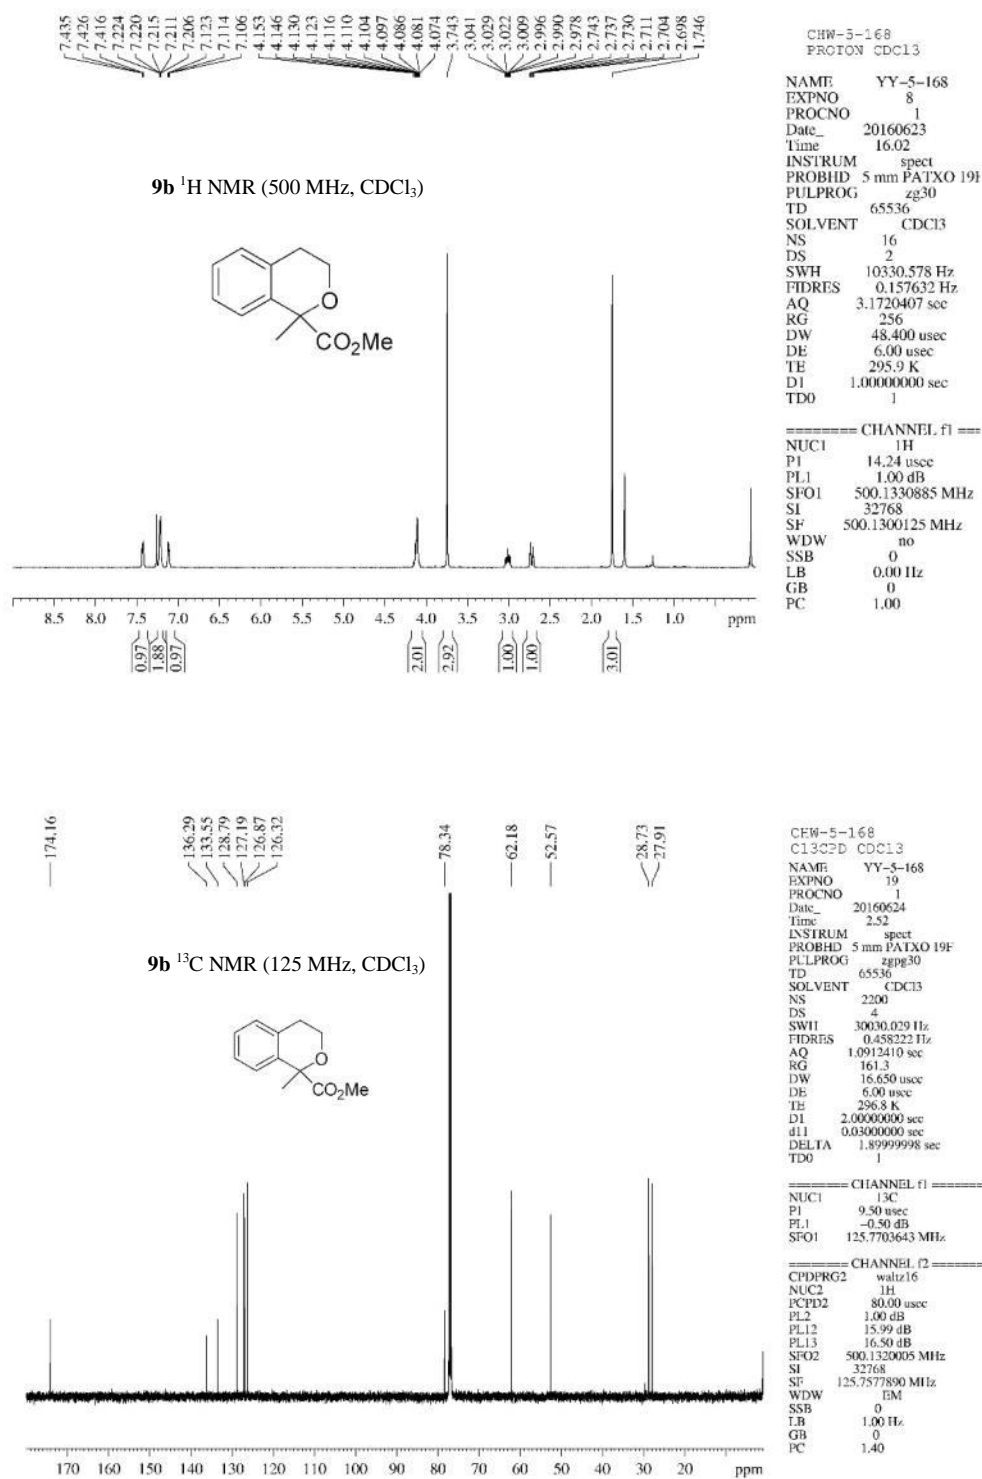 7.435
7.426
7.416
7.224
7.220
7.215
7.211
7.206
7.123
7.114
7.106
4.153
4.146
4.130
4.123
4.116
4.110
4.104
4.097
4.086
4.081
4.074
3.743
3.041
3.029
3.022
3.009
2.996
2.990
2.978
2.743
2.737
2.730
2.711
2.704
2.698
1.746
CHW-5-168
PROTON CDC13
NAME YY-5-168
EXPNO 8
PROCNO 1
Date_ 20160623
Time 16.02
INSTRUM spect
PROBHD 5 mm PATXO 19F
PULPROG zg30
TD 65536
SOLVENT CDCl3
NS 16
DS 2
SWH 10330.578 Hz
FIDRES 0.157632 Hz
AQ 3.1720407 sec
RG 256
DW 48.400 usec
DE 6.00 usec
TE 295.9 K
D1 1.00000000 sec
TD0 1
======== CHANNEL f1 ===
NUC1 1H
P1 14.24 usec
PL1 1.00 dB
SFO1 500.1330885 MHz
SI 32768
SF 500.1300125 MHz
WDW no
SSB 0
LB 0.00 Hz
GB 0
PC 1.00
9b ¹H NMR (500 MHz, CDCl₃)
O
CO₂Me
8.5 8.0 7.5 7.0 6.5 6.0 5.5 5.0 4.5 4.0 3.5 3.0 2.5 2.0 1.5 1.0 ppm
0.97
1.88
0.97
2.01
2.92
1.00
1.00
3.01
174.16
136.29
133.55
128.79
127.19
126.87
126.32
78.34
62.18
52.57
28.73
27.91
CHW-5-168
C13CPD CDC13
NAME YY-5-168
EXPNO 19
PROCNO 1
Date_ 20160624
Time 2.52
INSTRUM spect
PROBHD 5 mm PATXO 19F
PULPROG zgpg30
TD 65536
SOLVENT CDCl3
NS 2200
DS 4
SWH 30030.029 Hz
FIDRES 0.458222 Hz
AQ 1.0912410 sec
RG 161.3
DW 16.650 usec
DE 6.00 usec
TE 296.8 K
D1 2.00000000 sec
d11 0.03000000 sec
DELTA 1.89999998 sec
TD0 1
======== CHANNEL f1 =======
NUC1 13C
P1 9.50 usec
PL1 -0.50 dB
SFO1 125.7703643 MHz
======== CHANNEL f2 =======
CPDPRG2 waltz16
NUC2 1H
PCPD2 80.00 usec
PL2 1.00 dB
PL12 15.99 dB
PL13 16.50 dB
SFO2 500.1320005 MHz
SI 32768
SF 125.7577890 MHz
WDW EM
SSB 0
LB 1.00 Hz
GB 0
PC 1.40
9b ¹³C NMR (125 MHz, CDCl₃)
O
CO₂Me
170 160 150 140 130 120 110 100 90 80 70 60 50 40 30 20 ppm